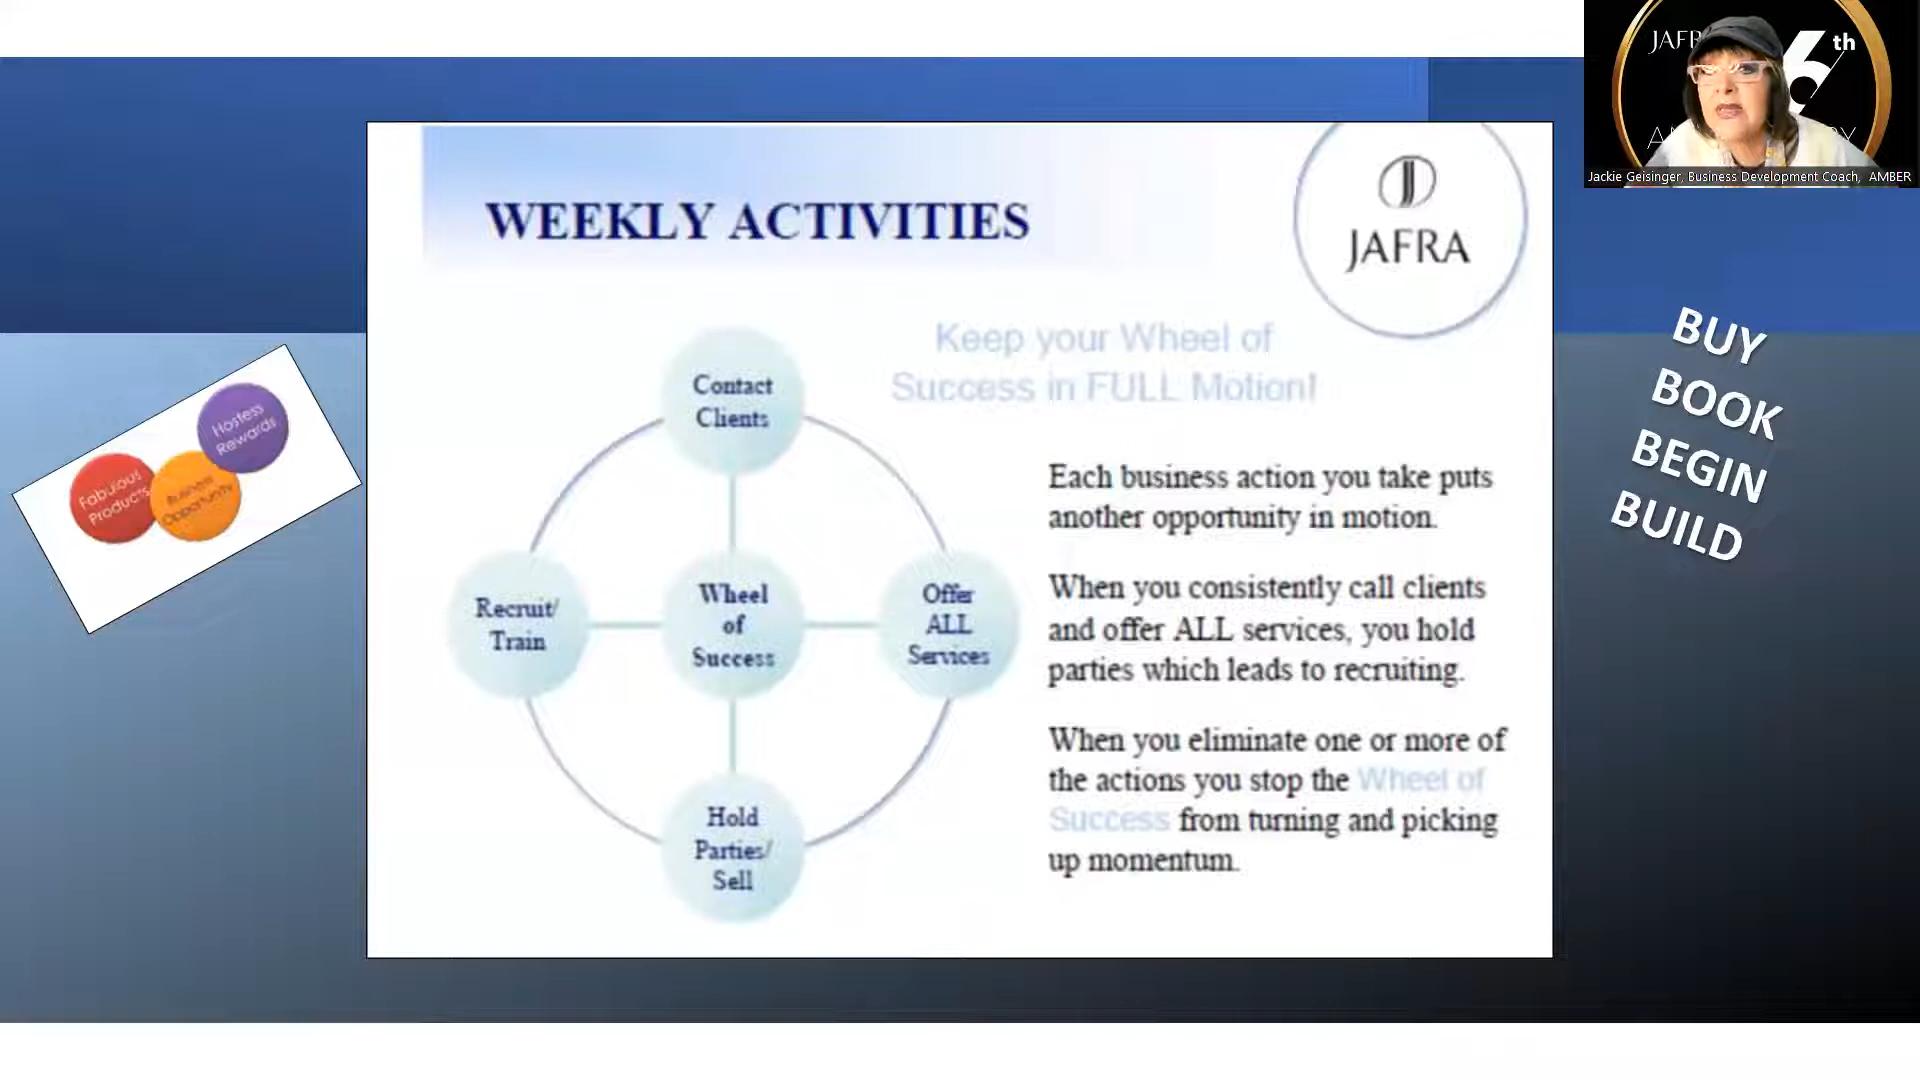 WEEKLY ACTIVITIES
JAFRA
Keep your Wheel of
Success in FULL Motion!
Contact
Clients
Recruit/
Train
Wheel
of
Success
Offer
ALL
Services
Hold
Parties/
Sell
Each business action you take puts
another opportunity in motion.
When you consistently call clients
and offer ALL services, you hold
parties which leads to recruiting.
When you eliminate one or more of
the actions you stop the Wheel of
Success from turning and picking
up momentum.
Hostess
Rewards
Fabulous
Products
Business
Opportunity
BUY
BOOK
BEGIN
BUILD
6th
Jackie Geisinger, Business Development Coach, AMBER